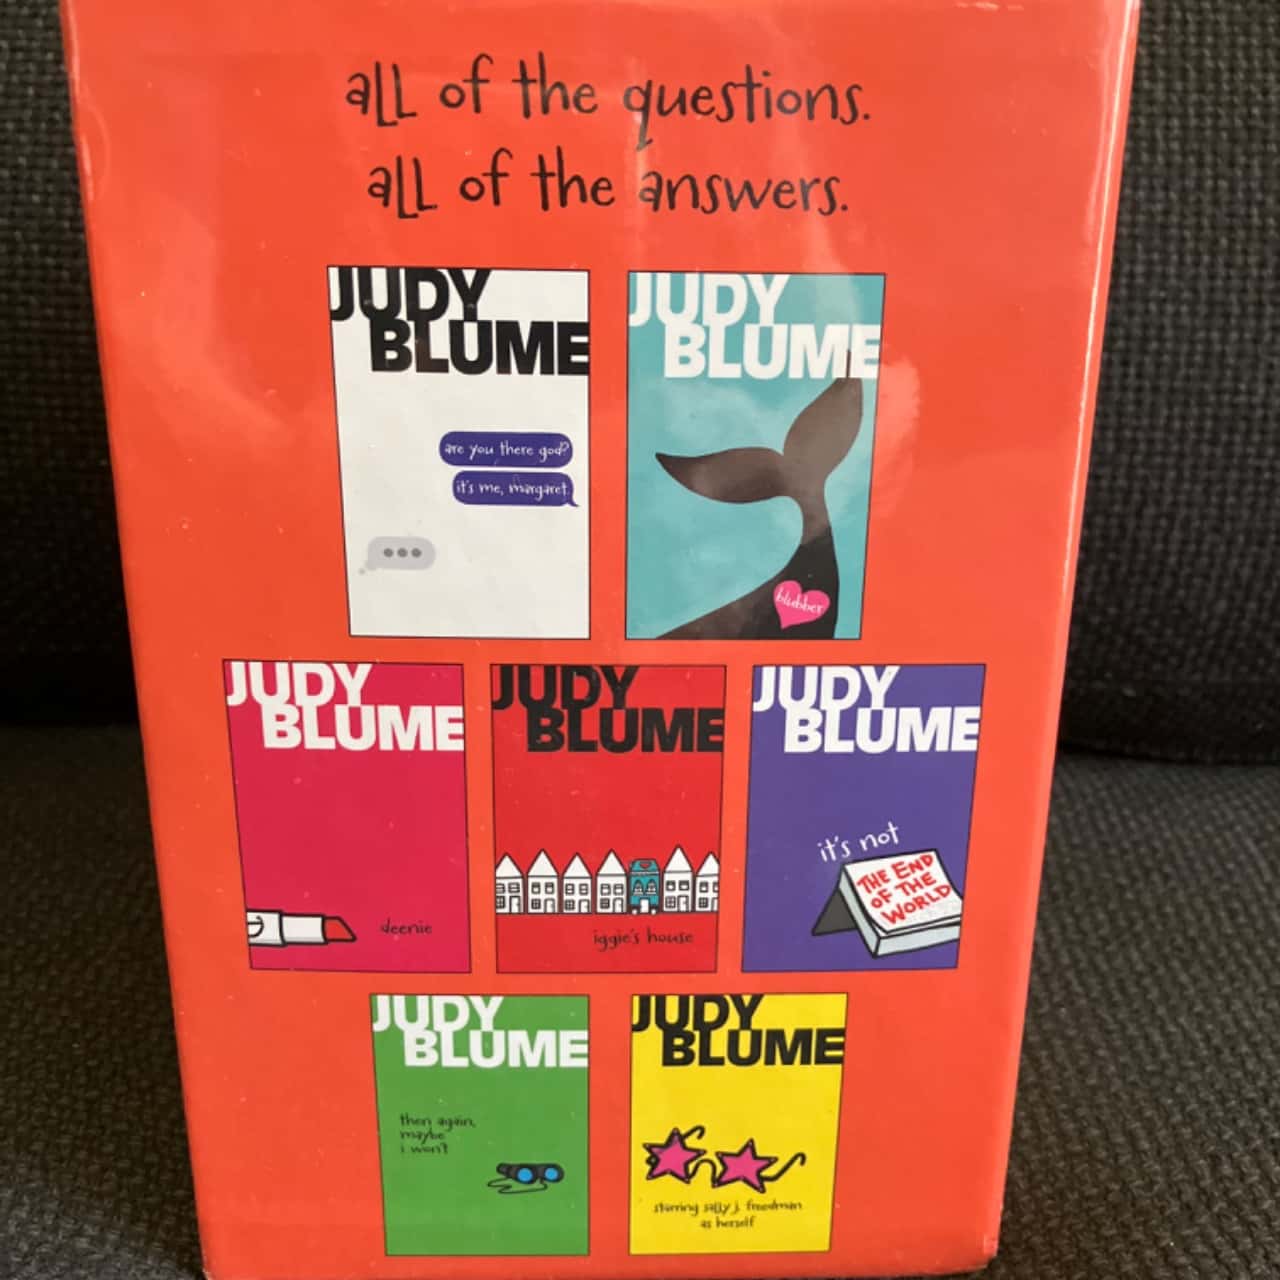 all of the questions.
all of the answers.
JUDY
BLUME
are you there god?
it's me, margaret.
JUDY
BLUME
blubber
JUDY
BLUME
deenie
JUDY
BLUME
iggie's house
JUDY
BLUME
it's not
THE END
OF THE
WORLD
JUDY
BLUME
then again,
maybe
i won't
JUDY
BLUME
starring sally j. freedman
as herself